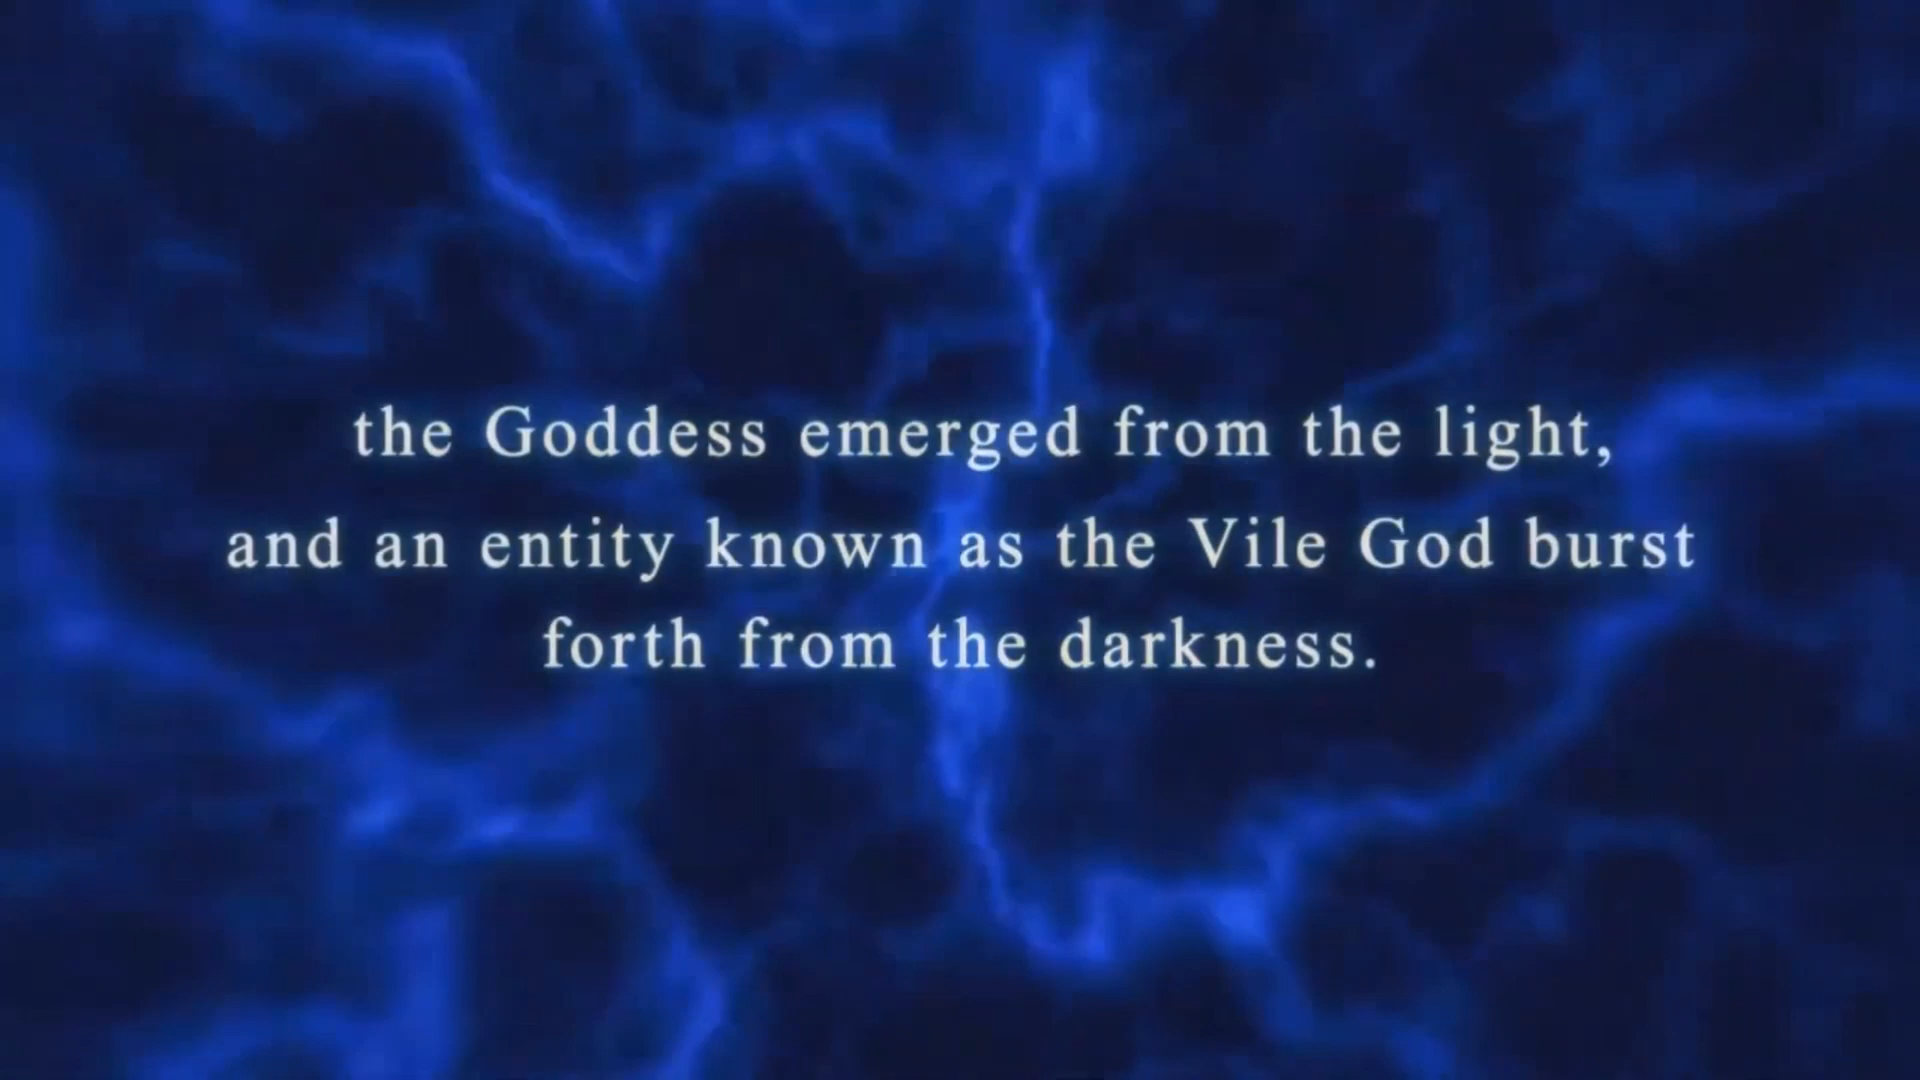 the Goddess emerged from the light,
and an entity known as the Vile God burst
forth from the darkness.